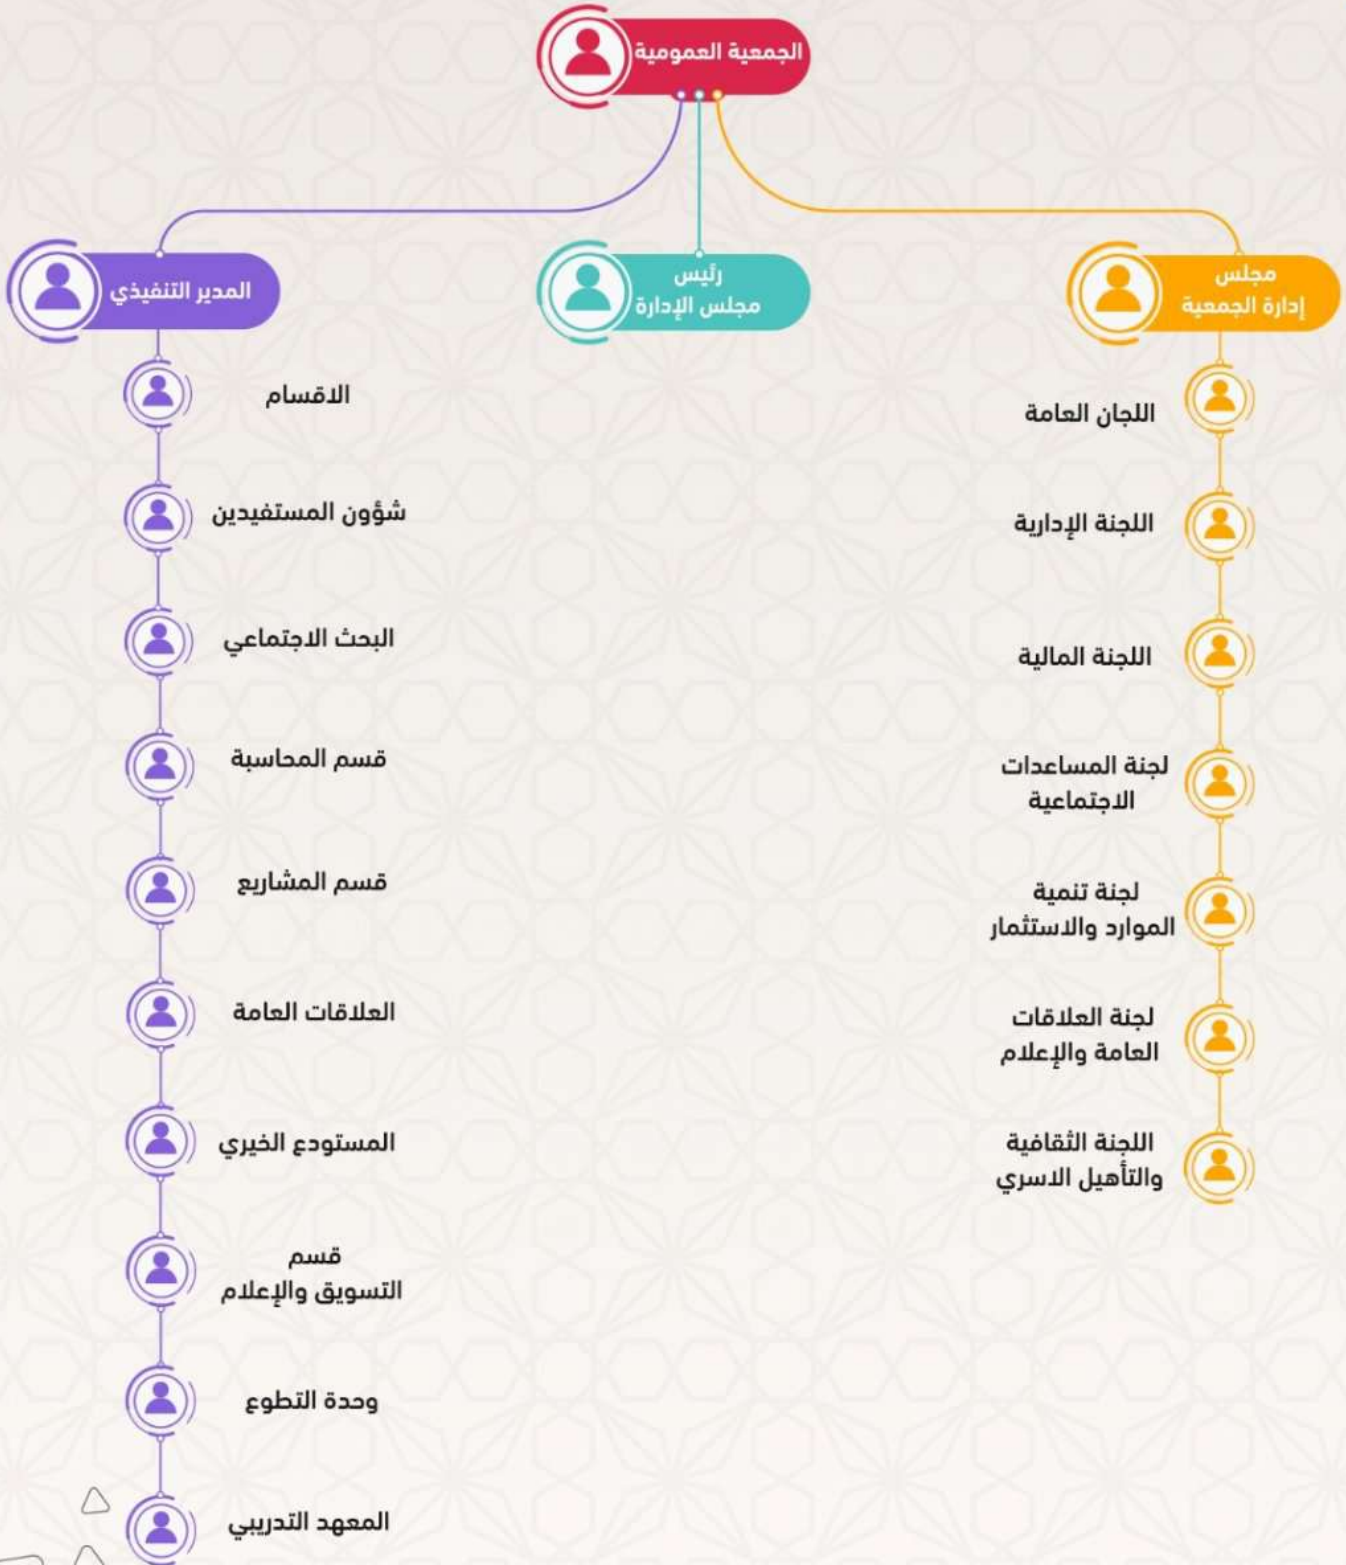 الجمعية العمومية
مجلس
إدارة الجمعية
اللجان العامة
اللجنة الإدارية
اللجنة المالية
لجنة المساعدات
الاجتماعية
لجنة تنمية
الموارد والاستثمار
لجنة العلاقات
العامة والإعلام
اللجنة الثقافية
والتأهيل الاسري
رئيس
مجلس الإدارة
المدير التنفيذي
الاقسام
شؤون المستفيدين
البحث الاجتماعي
قسم المحاسبة
قسم المشاريع
العلاقات العامة
المستودع الخيري
قسم
التسويق والإعلام
وحدة التطوع
المعهد التدريبي